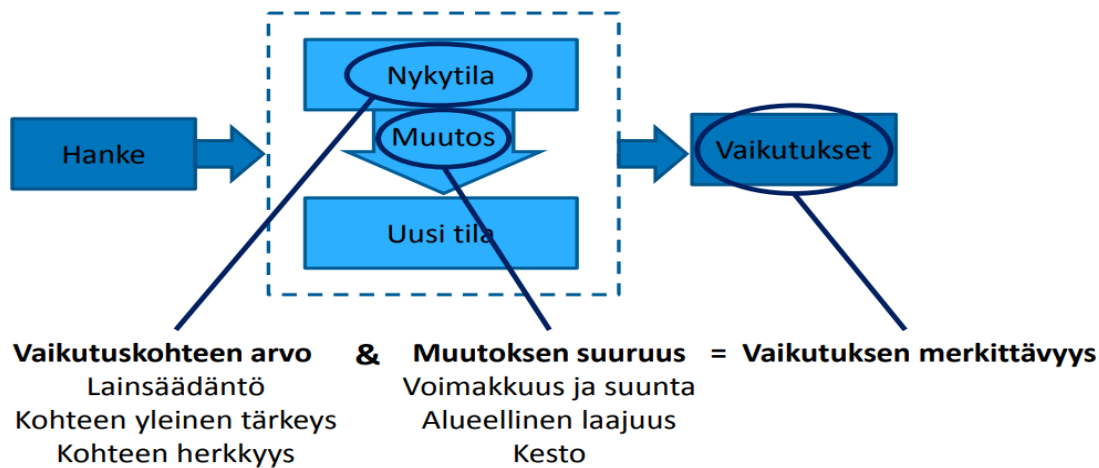 Nykytila
Hanke
Muutos
Vaikutukset
Uusi tila
Vaikutuskohteen arvo & Muutoksen suuruus = Vaikutuksen merkittävyys
Lainsäädäntö
Voimakkuus ja suunta
Kohteen yleinen tärkeys
Alueellinen laajuus
Kohteen herkkyys
Kesto